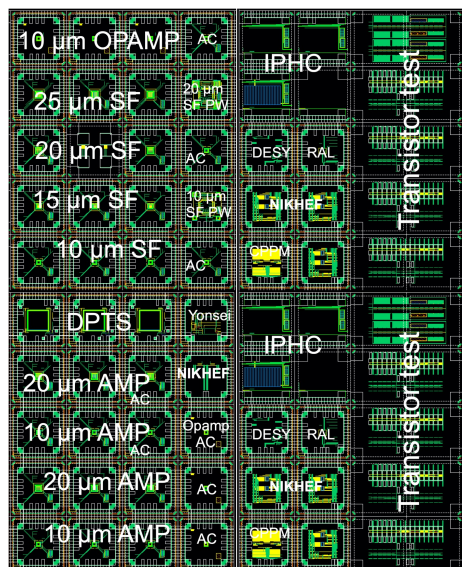 10 µm OPAMP
AC
IPHC
25 µm SF
20 µm
SF PW
20 µm SF
AC
DESY
RAL
15 µm SF
10 µm
SF PW
NIKHEF
10 µm SF
AC
CPPM
Transistor test
DPTS
Yonsei
IPHC
20 µm AMP
AC
NIKHEF
10 µm AMP
AC
Opamp
AC
DESY
RAL
20 µm AMP
AC
NIKHEF
10 µm AMP
AC
CPPM
Transistor test